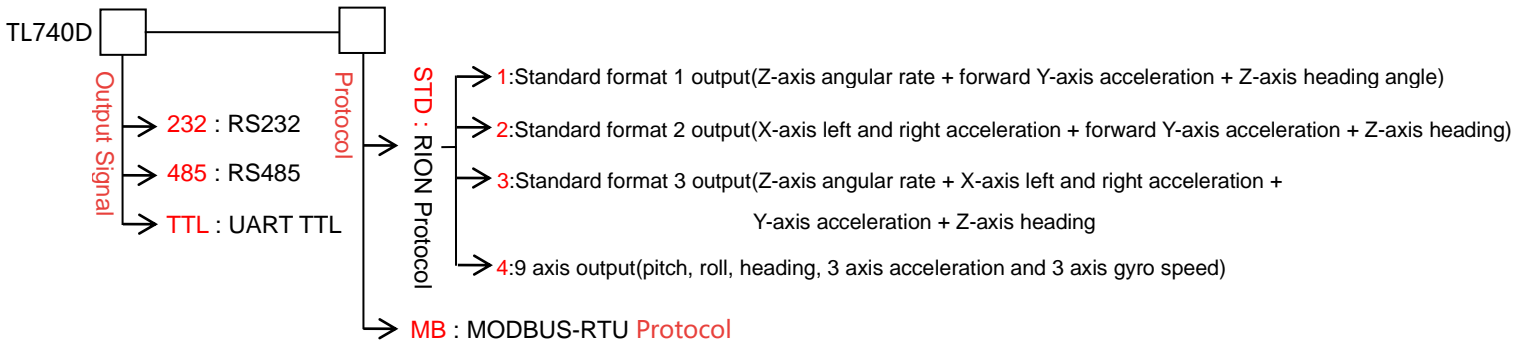 TL740D
Output Signal
232 : RS232
485 : RS485
TTL : UART TTL
Protocol
STD : RION Protocol
1:Standard format 1 output(Z-axis angular rate + forward Y-axis acceleration + Z-axis heading angle)
2:Standard format 2 output(X-axis left and right acceleration + forward Y-axis acceleration + Z-axis heading)
3:Standard format 3 output(Z-axis angular rate + X-axis left and right acceleration +
Y-axis acceleration + Z-axis heading
4:9 axis output(pitch, roll, heading, 3 axis acceleration and 3 axis gyro speed)
MB : MODBUS-RTU Protocol